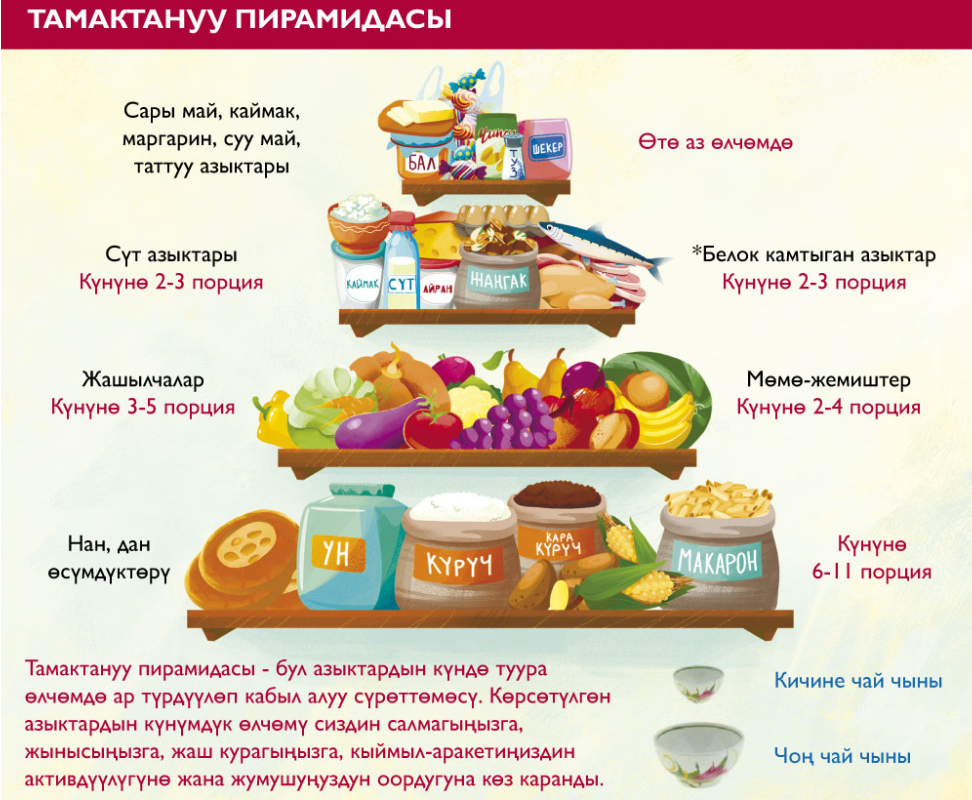 ТАМАКТАНУУ ПИРАМИДАСЫ
Сары май, каймак,
маргарин, суу май,
таттуу азыктары
БАЛ
Чипсы
ТУЗ
ШЕКЕР
Өтө аз өлчөмдө
Сүт азыктары
Күнүнө 2-3 порция
КАЙМАК
СҮТ
АЙРАН
ЖАҢГАК
*Белок камтыган азыктар
Күнүнө 2-3 порция
Жашылчалар
Күнүнө 3-5 порция
Мөмө-жемиштер
Күнүнө 2-4 порция
Нан, дан
өсүмдүктөрү
УН
КҮРҮЧ
КАРА
КҮРҮЧ
МАКАРОН
Күнүнө
6-11 порция
Тамактануу пирамидасы - бул азыктардын күндө туура
өлчөмдө ар түрдүүлөп кабыл алуу сүрөттөмөсү. Көрсөтүлгөн
азыктардын күнүмдүк өлчөмү сиздин салмагыңызга,
жынысыңызга, жаш курагыңызга, кыймыл-аракетиңиздин
активдүүлүгүнө жана жумушуңуздун оордугуна көз каранды.
Кичине чай чыны
Чоң чай чыны